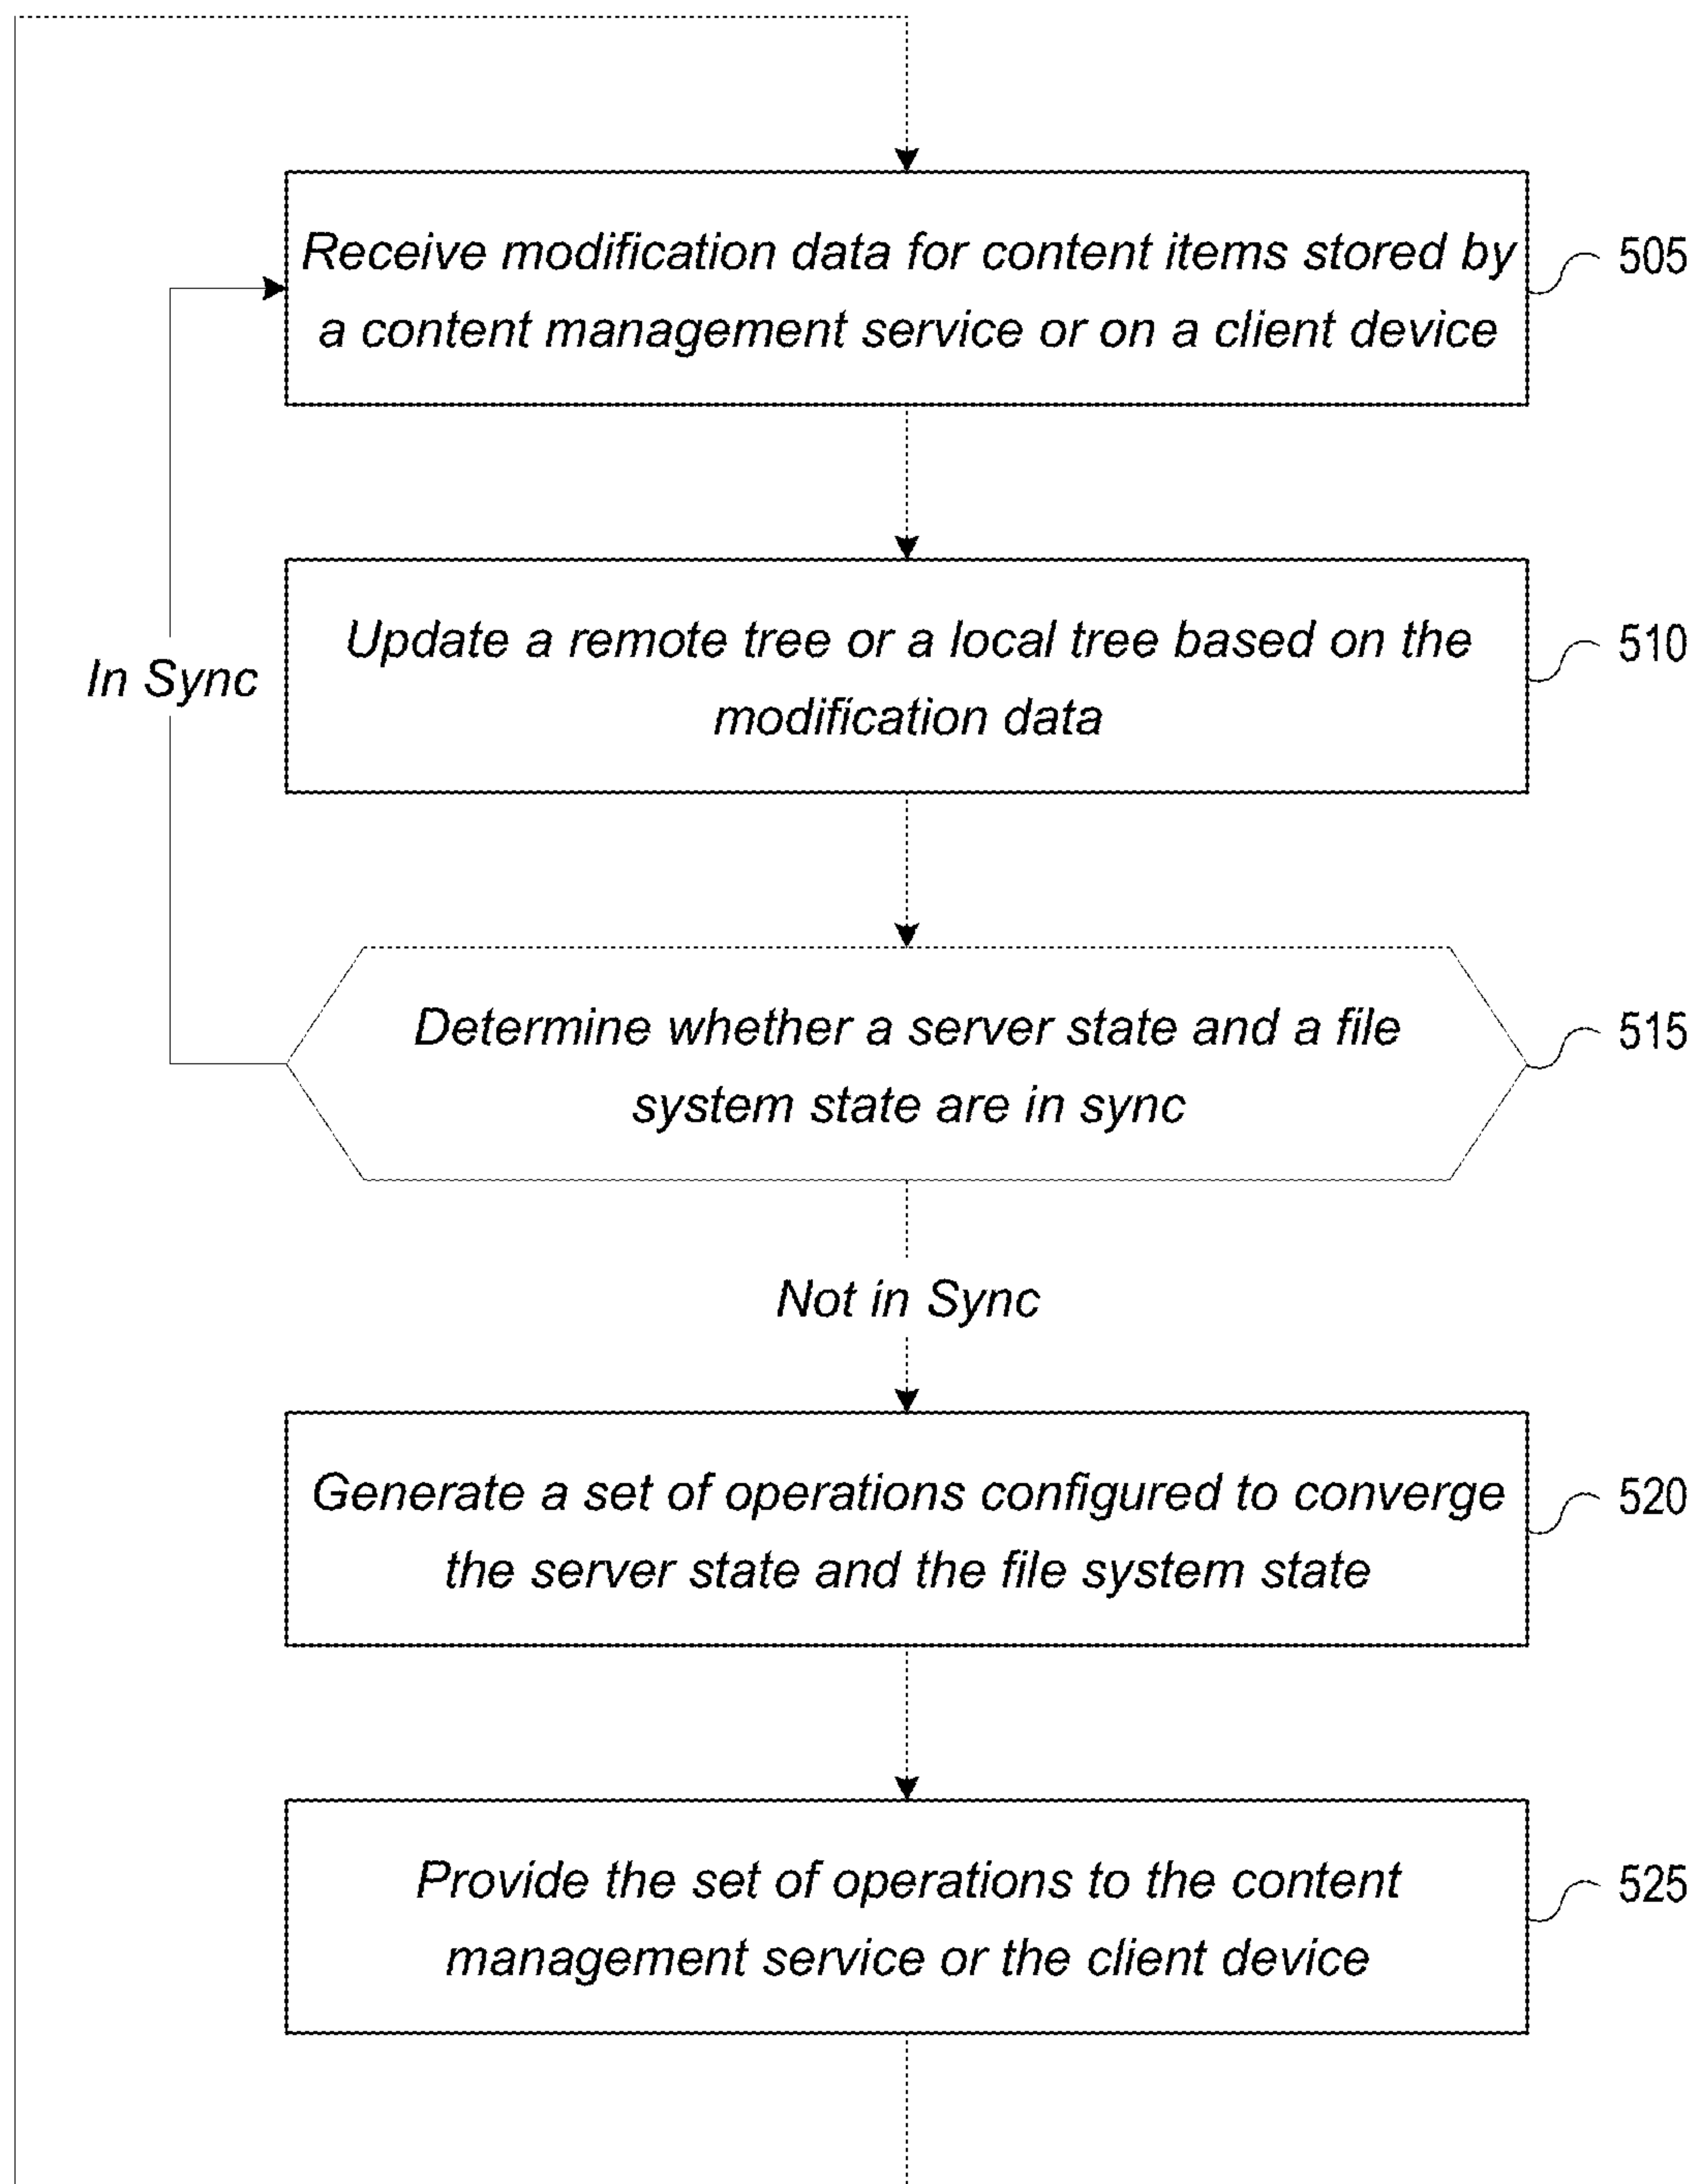 Receive modification data for content items stored by
a content management service or on a client device
505
Update a remote tree or a local tree based on the
modification data
510
In Sync
Determine whether a server state and a file
system state are in sync
515
Not in Sync
Generate a set of operations configured to converge
the server state and the file system state
520
Provide the set of operations to the content
management service or the client device
525